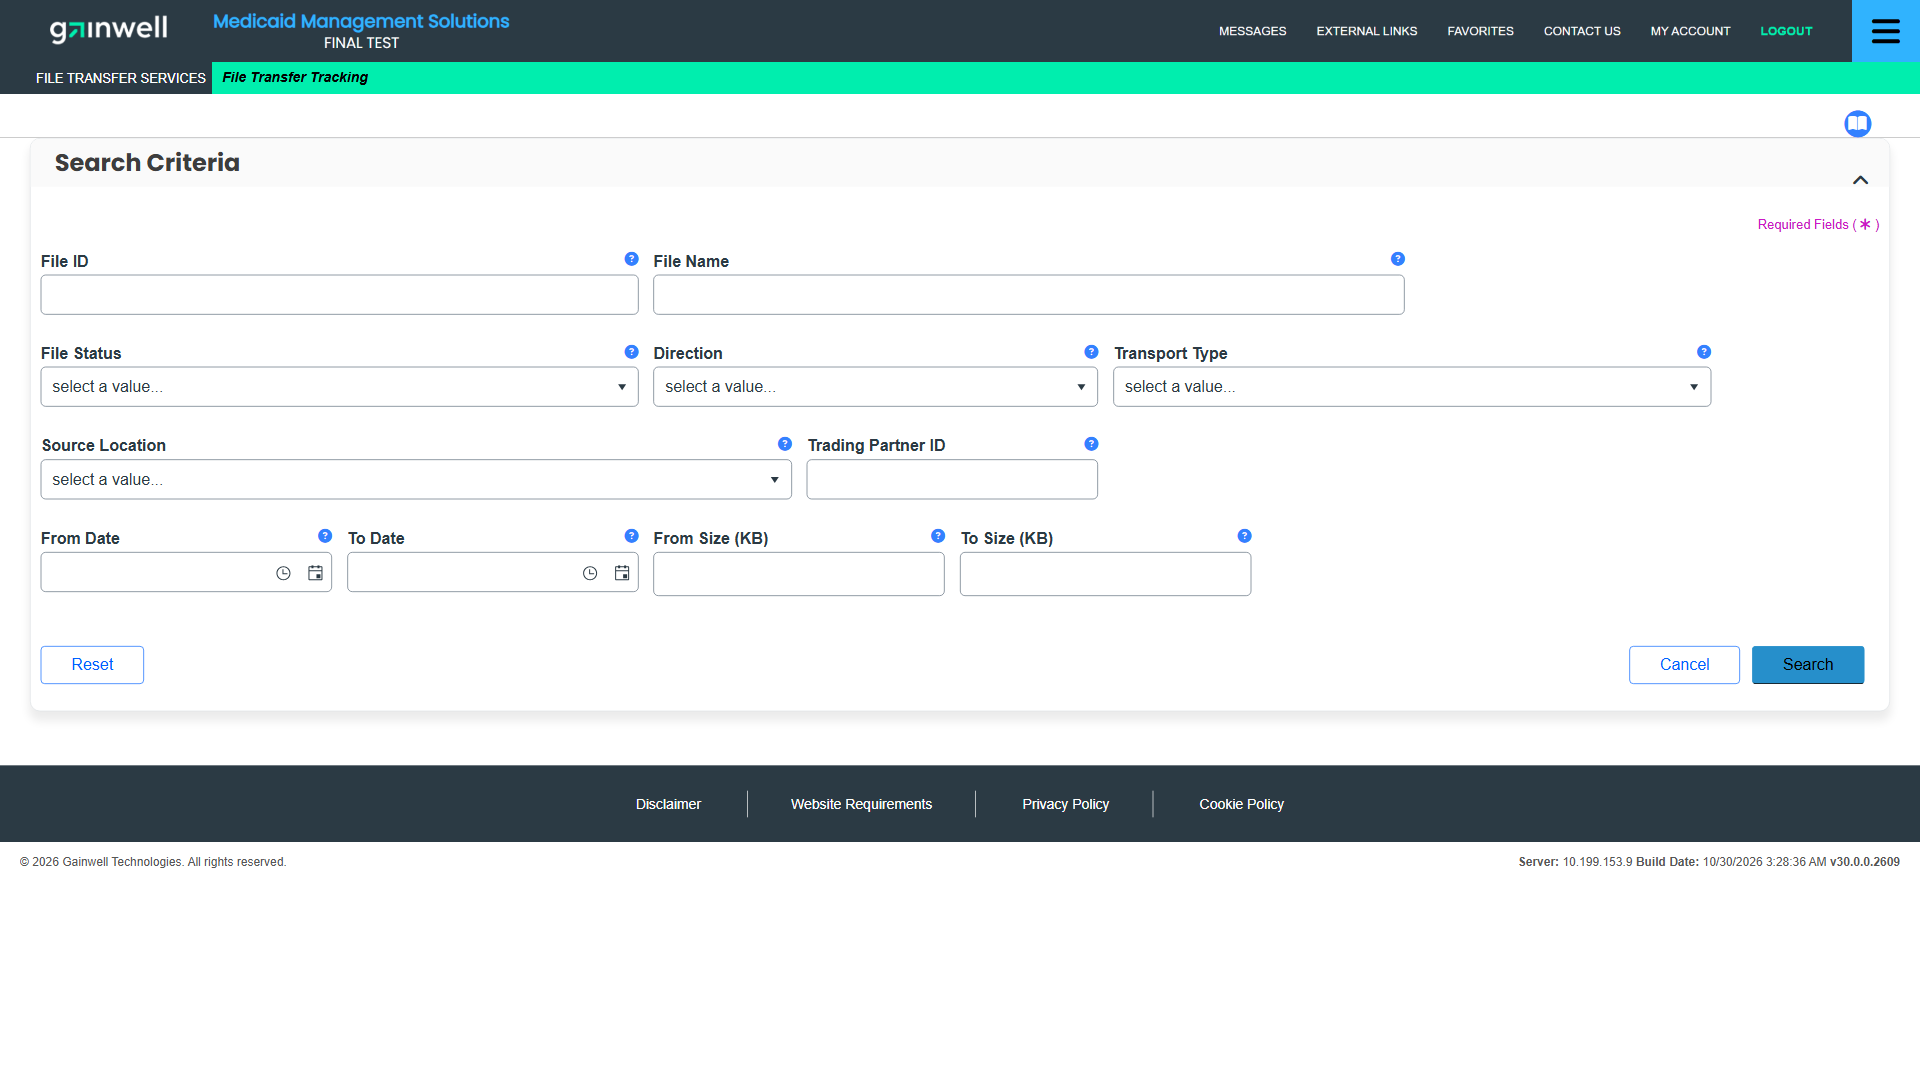 gainwell
Medicaid Management Solutions
FINAL TEST
MESSAGES EXTERNAL LINKS FAVORITES CONTACT US MY ACCOUNT LOGOUT
FILE TRANSFER SERVICES File Transfer Tracking
Search Criteria
Required Fields ( * )
File ID ? File Name ?
File Status ? Direction ? Transport Type ?
select a value... select a value... select a value...
Source Location ? Trading Partner ID ?
select a value...
From Date ? To Date ? From Size (KB) ? To Size (KB) ?
Reset Cancel Search
Disclaimer Website Requirements Privacy Policy Cookie Policy
© 2026 Gainwell Technologies. All rights reserved. Server: 10.199.153.9 Build Date: 10/30/2026 3:28:36 AM v30.0.0.2609